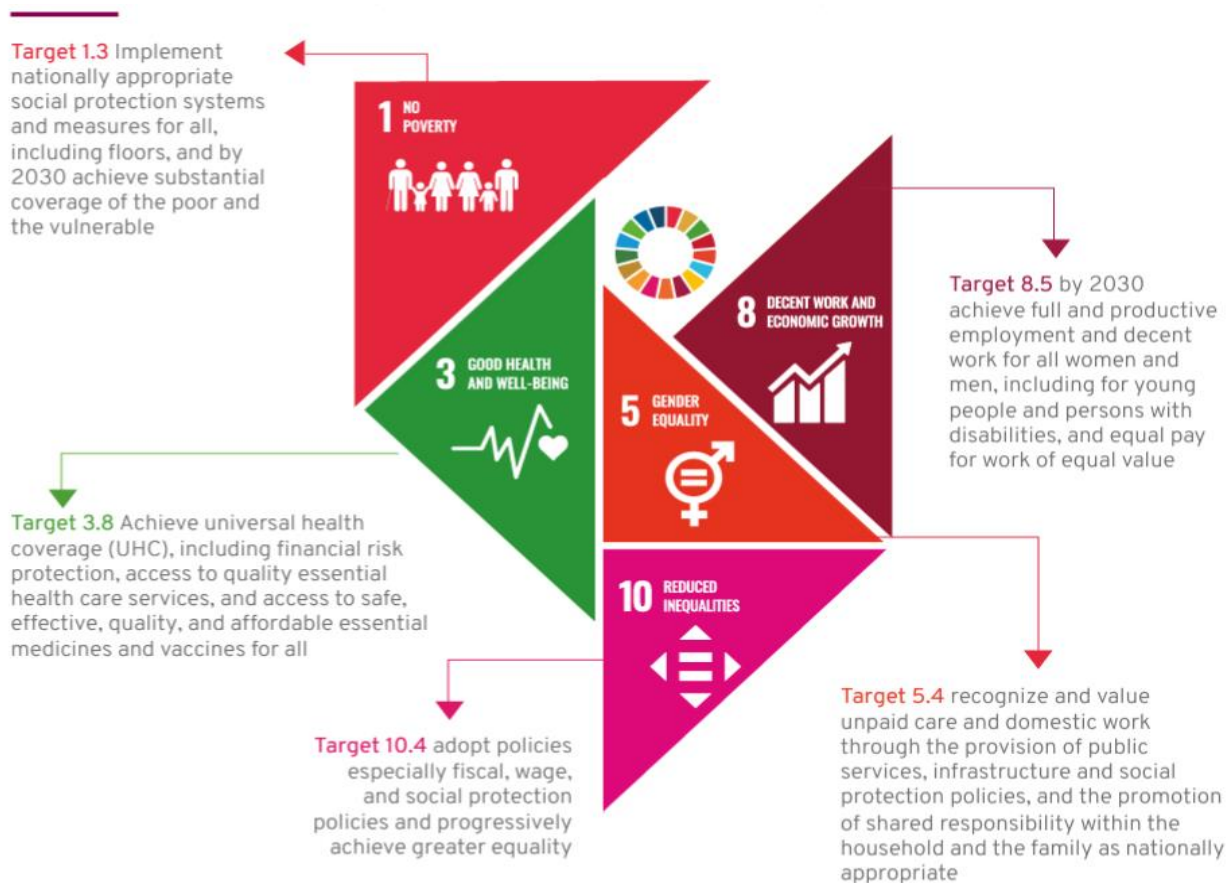 Target 1.3 Implement
nationally appropriate
social protection systems
and measures for all,
including floors, and by
2030 achieve substantial
coverage of the poor and
the vulnerable
1 NO
POVERTY
3 GOOD HEALTH
AND WELL-BEING
8 DECENT WORK AND
ECONOMIC GROWTH
5 GENDER
EQUALITY
10 REDUCED
INEQUALITIES
Target 8.5 by 2030
achieve full and productive
employment and decent
work for all women and
men, including for young
people and persons with
disabilities, and equal pay
for work of equal value
Target 3.8 Achieve universal health
coverage (UHC), including financial risk
protection, access to quality essential
health care services, and access to safe,
effective, quality, and affordable essential
medicines and vaccines for all
Target 10.4 adopt policies
especially fiscal, wage,
and social protection
policies and progressively
achieve greater equality
Target 5.4 recognize and value
unpaid care and domestic work
through the provision of public
services, infrastructure and social
protection policies, and the promotion
of shared responsibility within the
household and the family as nationally
appropriate